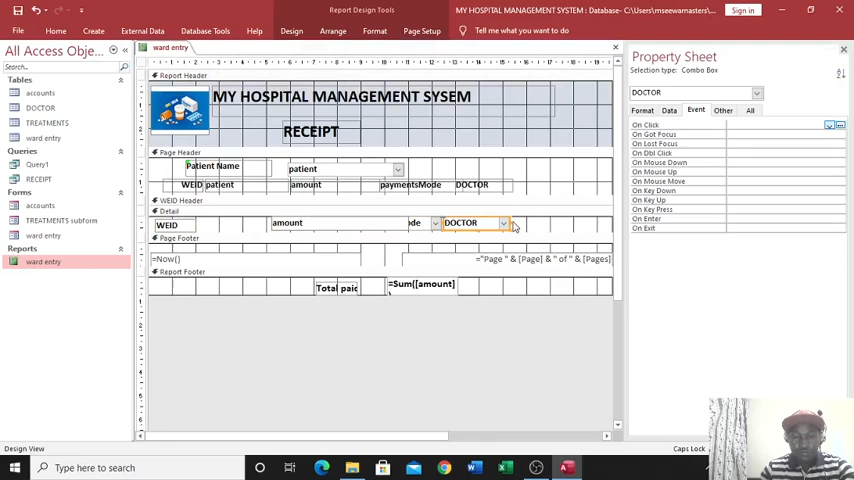 Report Design Tools
MY HOSPITAL MANAGEMENT SYSTEM : Database- C:\Users\mseewamasters\
Sign in
File
Home
Create
External Data
Database Tools
Help
Design
Arrange
Format
Page Setup
Tell me what you want to do
All Access Obje...
Search...
Tables
accounts
DOCTOR
TREATMENTS
ward entry
Queries
Query1
RECEIPT
Forms
accounts
TREATMENTS subform
ward entry
Reports
ward entry
ward entry
Report Header
MY HOSPITAL MANAGEMENT SYSEM
RECEIPT
Page Header
Patient Name
patient
WEID
patient
amount
paymentsMode
DOCTOR
WEID Header
Detail
WEID
amount
ode
DOCTOR
Page Footer
=Now()
="Page " & [Page] & " of " & [Pages]
Report Footer
Total paid
=Sum([amount]
)
Property Sheet
Selection type: Combo Box
DOCTOR
Format
Data
Event
Other
All
On Click
On Got Focus
On Lost Focus
On Dbl Click
On Mouse Down
On Mouse Up
On Mouse Move
On Key Down
On Key Up
On Key Press
On Enter
On Exit
Design View
Caps Lock
Type here to search